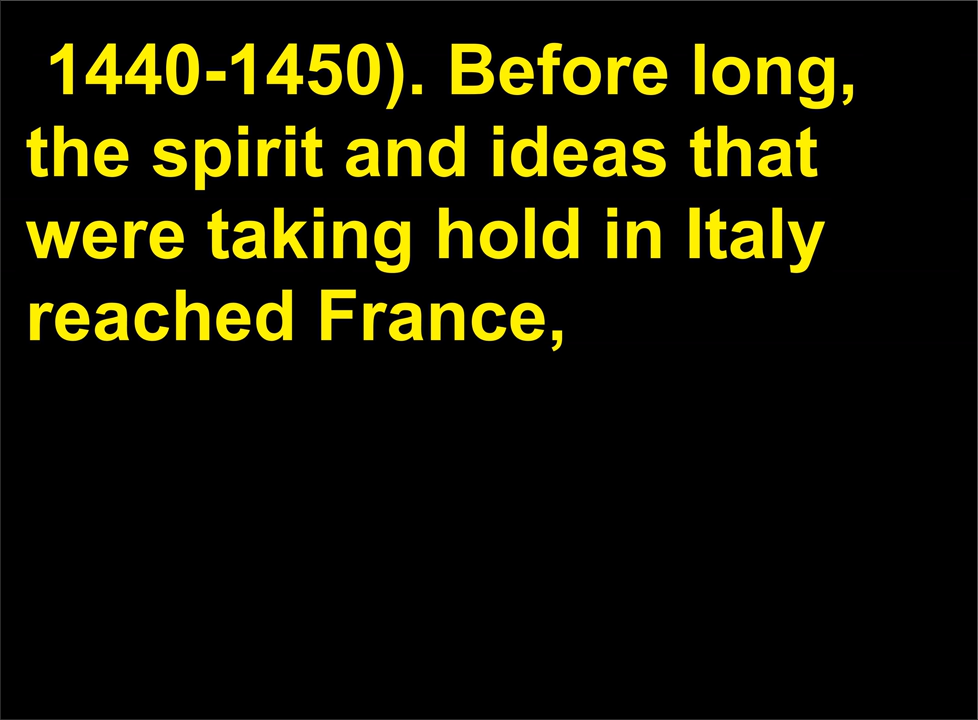 1440-1450). Before long,
the spirit and ideas that
were taking hold in Italy
reached France,